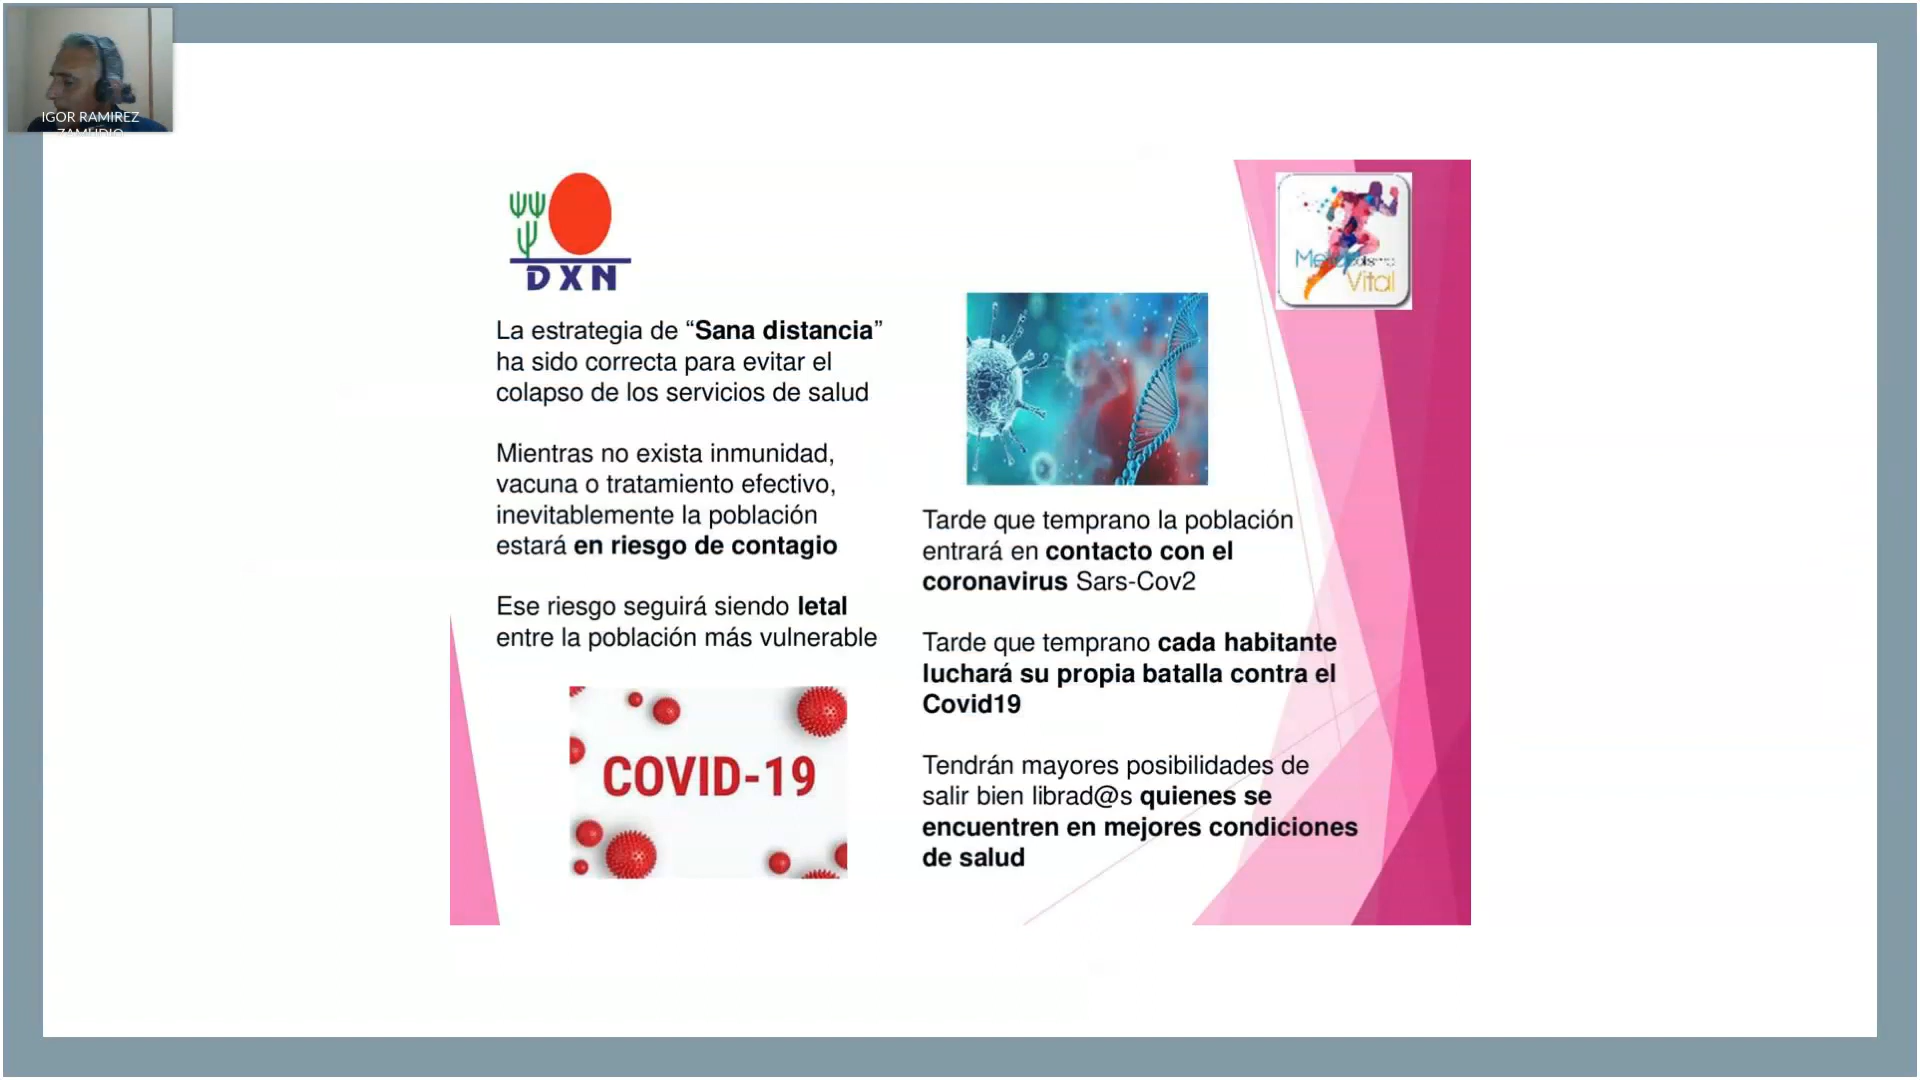 IGOR RAMIREZ
ZAMUDIO
DXN
La estrategia de “Sana distancia”
ha sido correcta para evitar el
colapso de los servicios de salud
Mientras no exista inmunidad,
vacuna o tratamiento efectivo,
inevitablemente la población
estará en riesgo de contagio
Ese riesgo seguirá siendo letal
entre la población más vulnerable
COVID-19
Vital
Tarde que temprano la población
entrará en contacto con el
coronavirus Sars-Cov2
Tarde que temprano cada habitante
luchará su propia batalla contra el
Covid19
Tendrán mayores posibilidades de
salir bien librad@s quienes se
encuentren en mejores condiciones
de salud